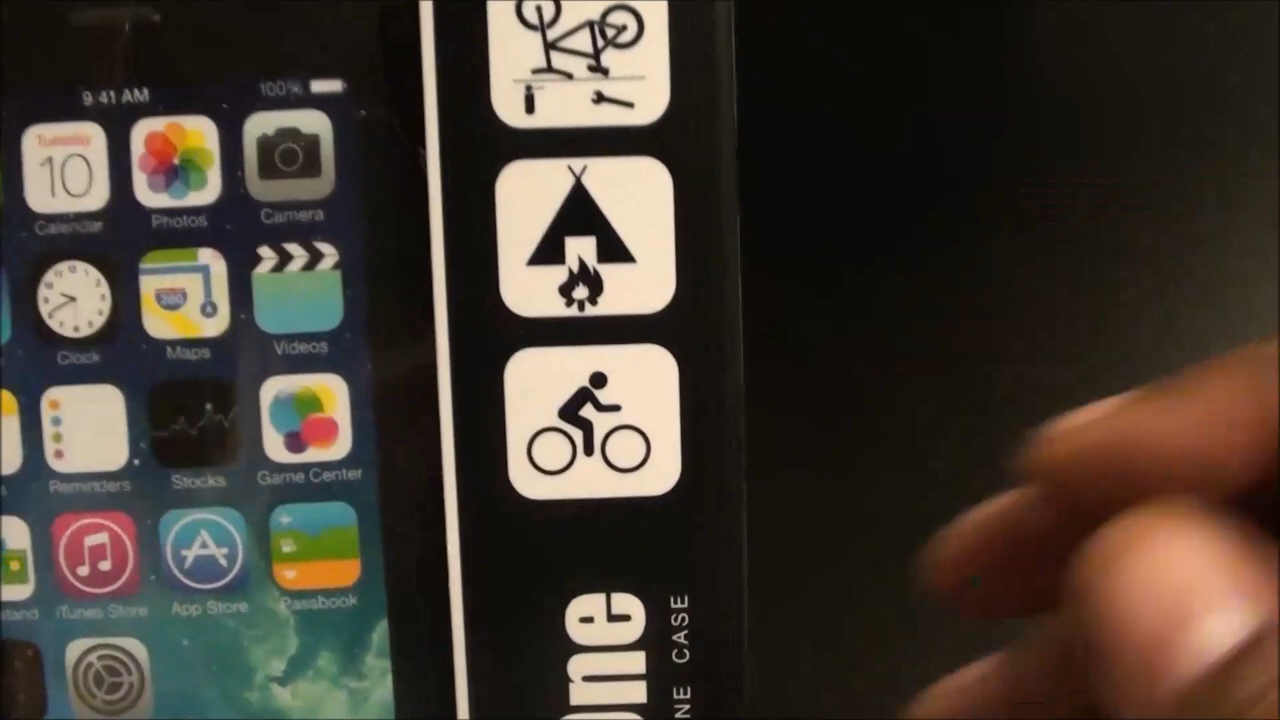 9:41 AM 100%
Tuesday
10
Calendar Photos Camera
280
Clock Maps Videos
Reminders Stocks Game Center
iTunes Store App Store Passbook
one
NE CASE